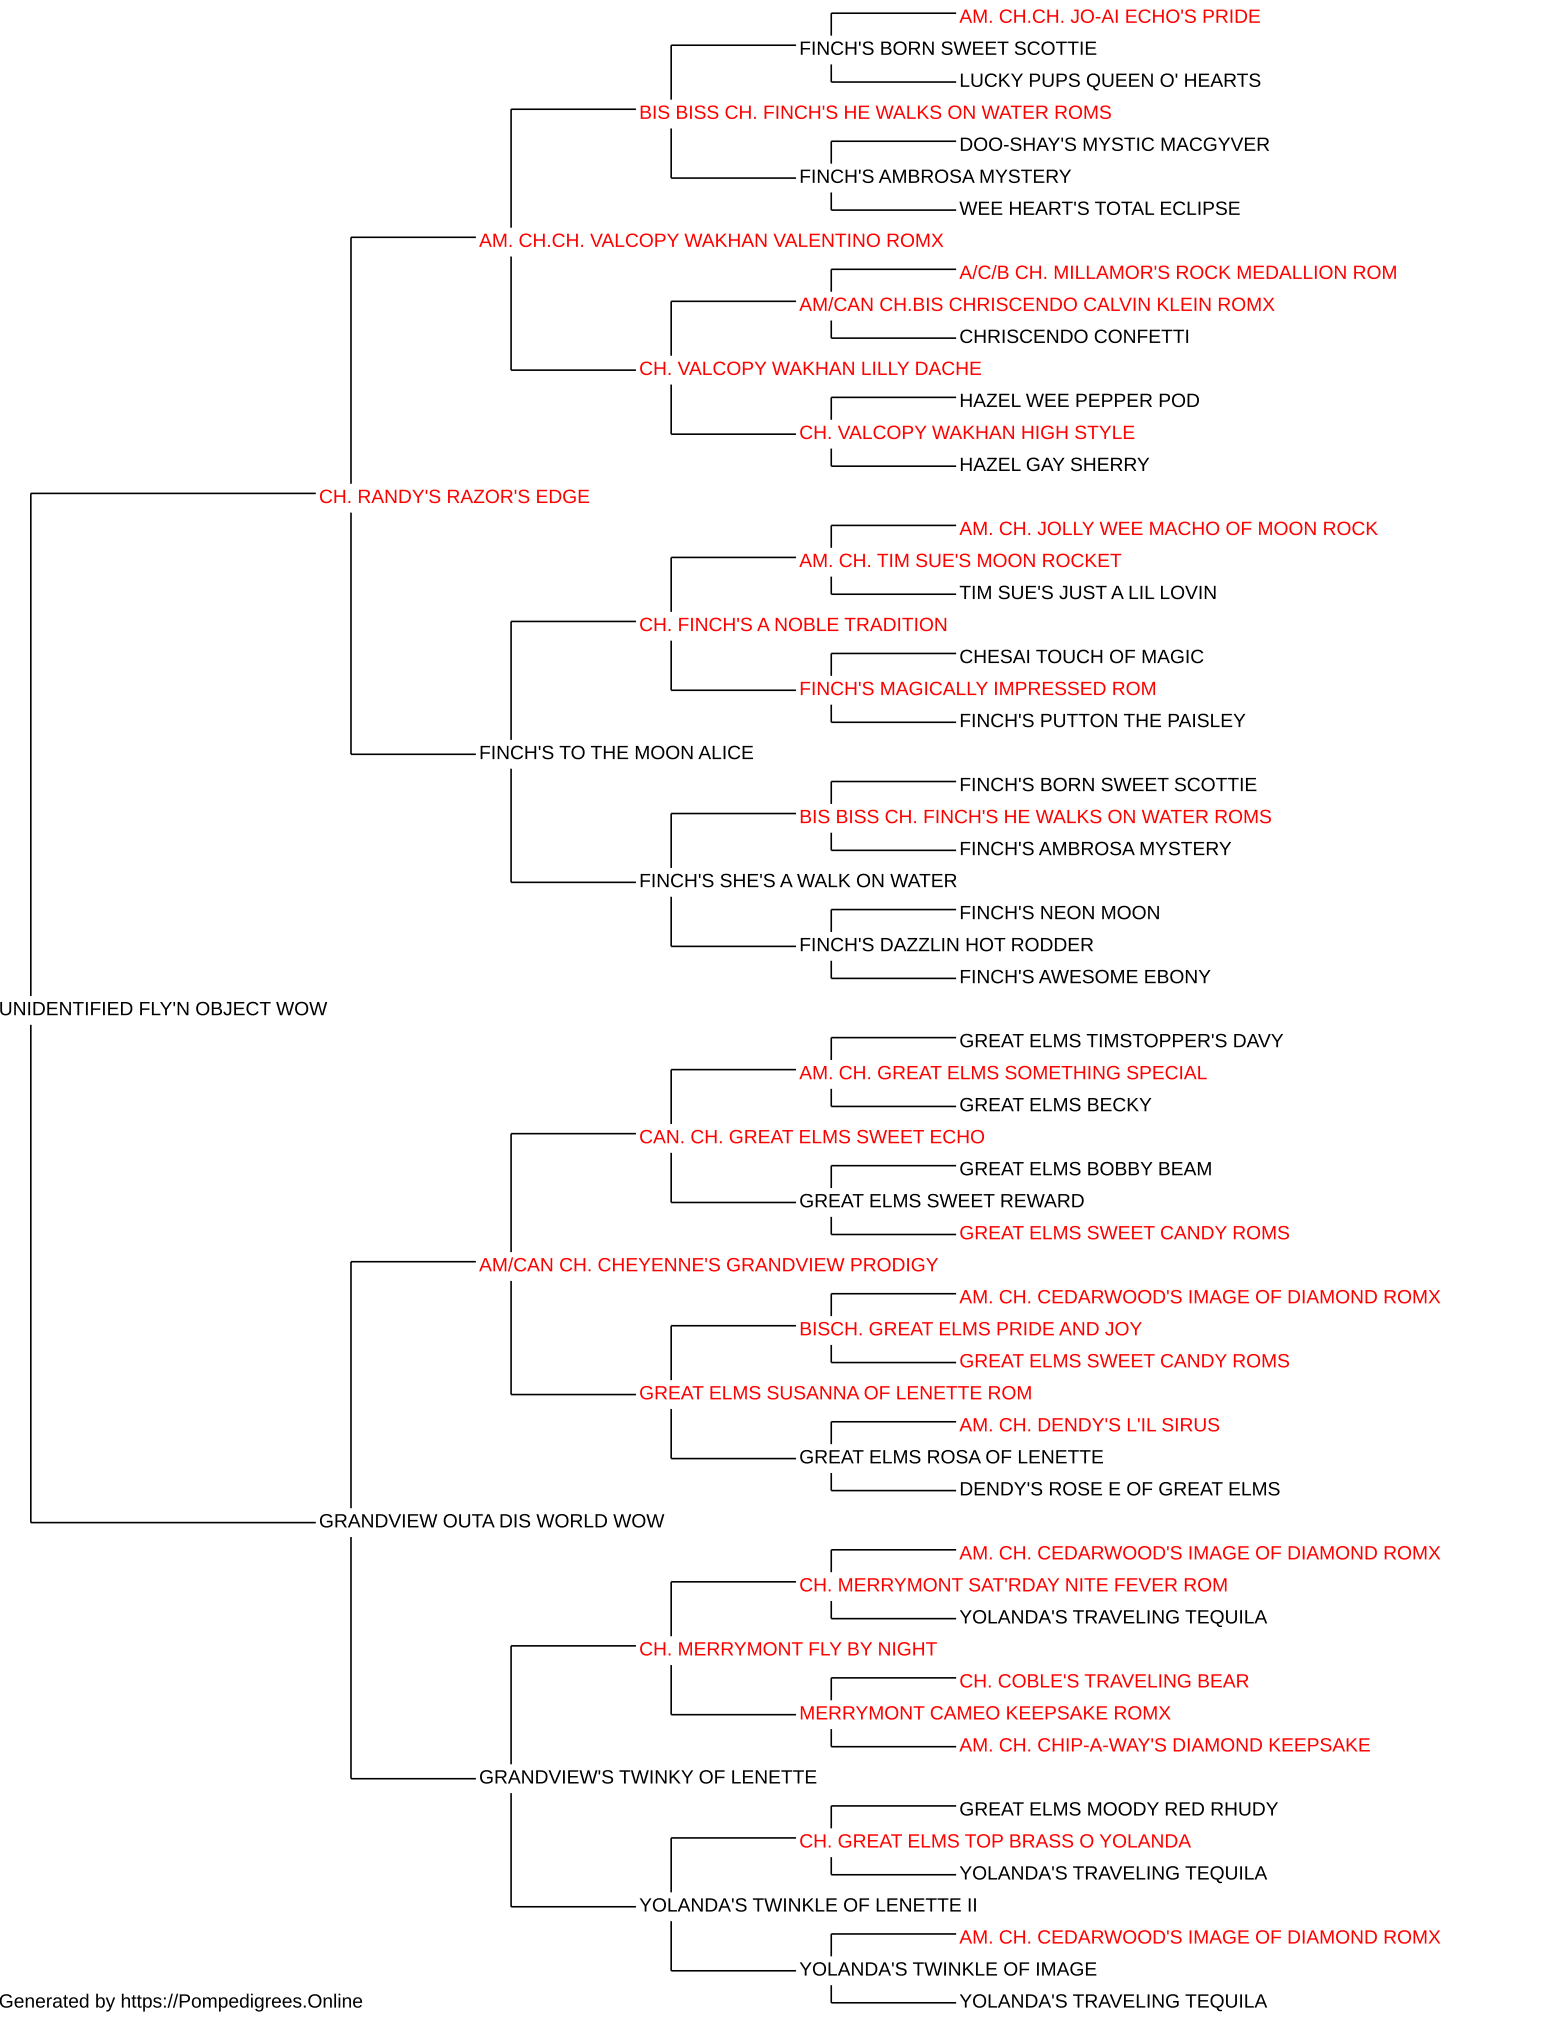 AM. CH.CH. JO-AI ECHO'S PRIDE
FINCH'S BORN SWEET SCOTTIE
LUCKY PUPS QUEEN O' HEARTS
BIS BISS CH. FINCH'S HE WALKS ON WATER ROMS
DOO-SHAY'S MYSTIC MACGYVER
FINCH'S AMBROSA MYSTERY
WEE HEART'S TOTAL ECLIPSE
AM. CH.CH. VALCOPY WAKHAN VALENTINO ROMX
A/C/B CH. MILLAMOR'S ROCK MEDALLION ROM
AM/CAN CH.BIS CHRISCENDO CALVIN KLEIN ROMX
CHRISCENDO CONFETTI
CH. VALCOPY WAKHAN LILLY DACHE
HAZEL WEE PEPPER POD
CH. VALCOPY WAKHAN HIGH STYLE
HAZEL GAY SHERRY
CH. RANDY'S RAZOR'S EDGE
AM. CH. JOLLY WEE MACHO OF MOON ROCK
AM. CH. TIM SUE'S MOON ROCKET
TIM SUE'S JUST A LIL LOVIN
CH. FINCH'S A NOBLE TRADITION
CHESAI TOUCH OF MAGIC
FINCH'S MAGICALLY IMPRESSED ROM
FINCH'S PUTTON THE PAISLEY
FINCH'S TO THE MOON ALICE
FINCH'S BORN SWEET SCOTTIE
BIS BISS CH. FINCH'S HE WALKS ON WATER ROMS
FINCH'S AMBROSA MYSTERY
FINCH'S SHE'S A WALK ON WATER
FINCH'S NEON MOON
FINCH'S DAZZLIN HOT RODDER
FINCH'S AWESOME EBONY
UNIDENTIFIED FLY'N OBJECT WOW
GREAT ELMS TIMSTOPPER'S DAVY
AM. CH. GREAT ELMS SOMETHING SPECIAL
GREAT ELMS BECKY
CAN. CH. GREAT ELMS SWEET ECHO
GREAT ELMS BOBBY BEAM
GREAT ELMS SWEET REWARD
GREAT ELMS SWEET CANDY ROMS
AM/CAN CH. CHEYENNE'S GRANDVIEW PRODIGY
AM. CH. CEDARWOOD'S IMAGE OF DIAMOND ROMX
BISCH. GREAT ELMS PRIDE AND JOY
GREAT ELMS SWEET CANDY ROMS
GREAT ELMS SUSANNA OF LENETTE ROM
AM. CH. DENDY'S L'IL SIRUS
GREAT ELMS ROSA OF LENETTE
DENDY'S ROSE E OF GREAT ELMS
GRANDVIEW OUTA DIS WORLD WOW
AM. CH. CEDARWOOD'S IMAGE OF DIAMOND ROMX
CH. MERRYMONT SAT'RDAY NITE FEVER ROM
YOLANDA'S TRAVELING TEQUILA
CH. MERRYMONT FLY BY NIGHT
CH. COBLE'S TRAVELING BEAR
MERRYMONT CAMEO KEEPSAKE ROMX
AM. CH. CHIP-A-WAY'S DIAMOND KEEPSAKE
GRANDVIEW'S TWINKY OF LENETTE
GREAT ELMS MOODY RED RHUDY
CH. GREAT ELMS TOP BRASS O YOLANDA
YOLANDA'S TRAVELING TEQUILA
YOLANDA'S TWINKLE OF LENETTE II
AM. CH. CEDARWOOD'S IMAGE OF DIAMOND ROMX
YOLANDA'S TWINKLE OF IMAGE
YOLANDA'S TRAVELING TEQUILA
Generated by https://Pompedigrees.Online